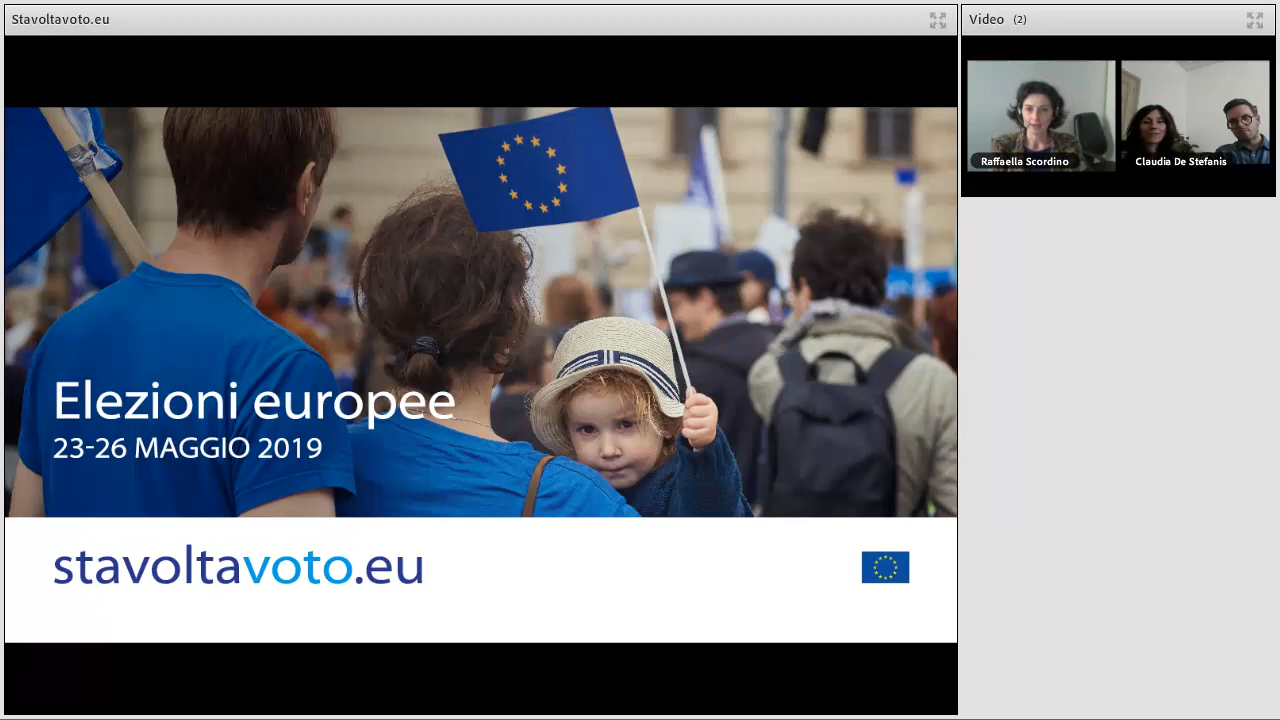 Stavoltavoto.eu
Video (2)
Raffaella Scordino
Claudia De Stefanis
Elezioni europee
23-26 MAGGIO 2019
stavoltavoto.eu